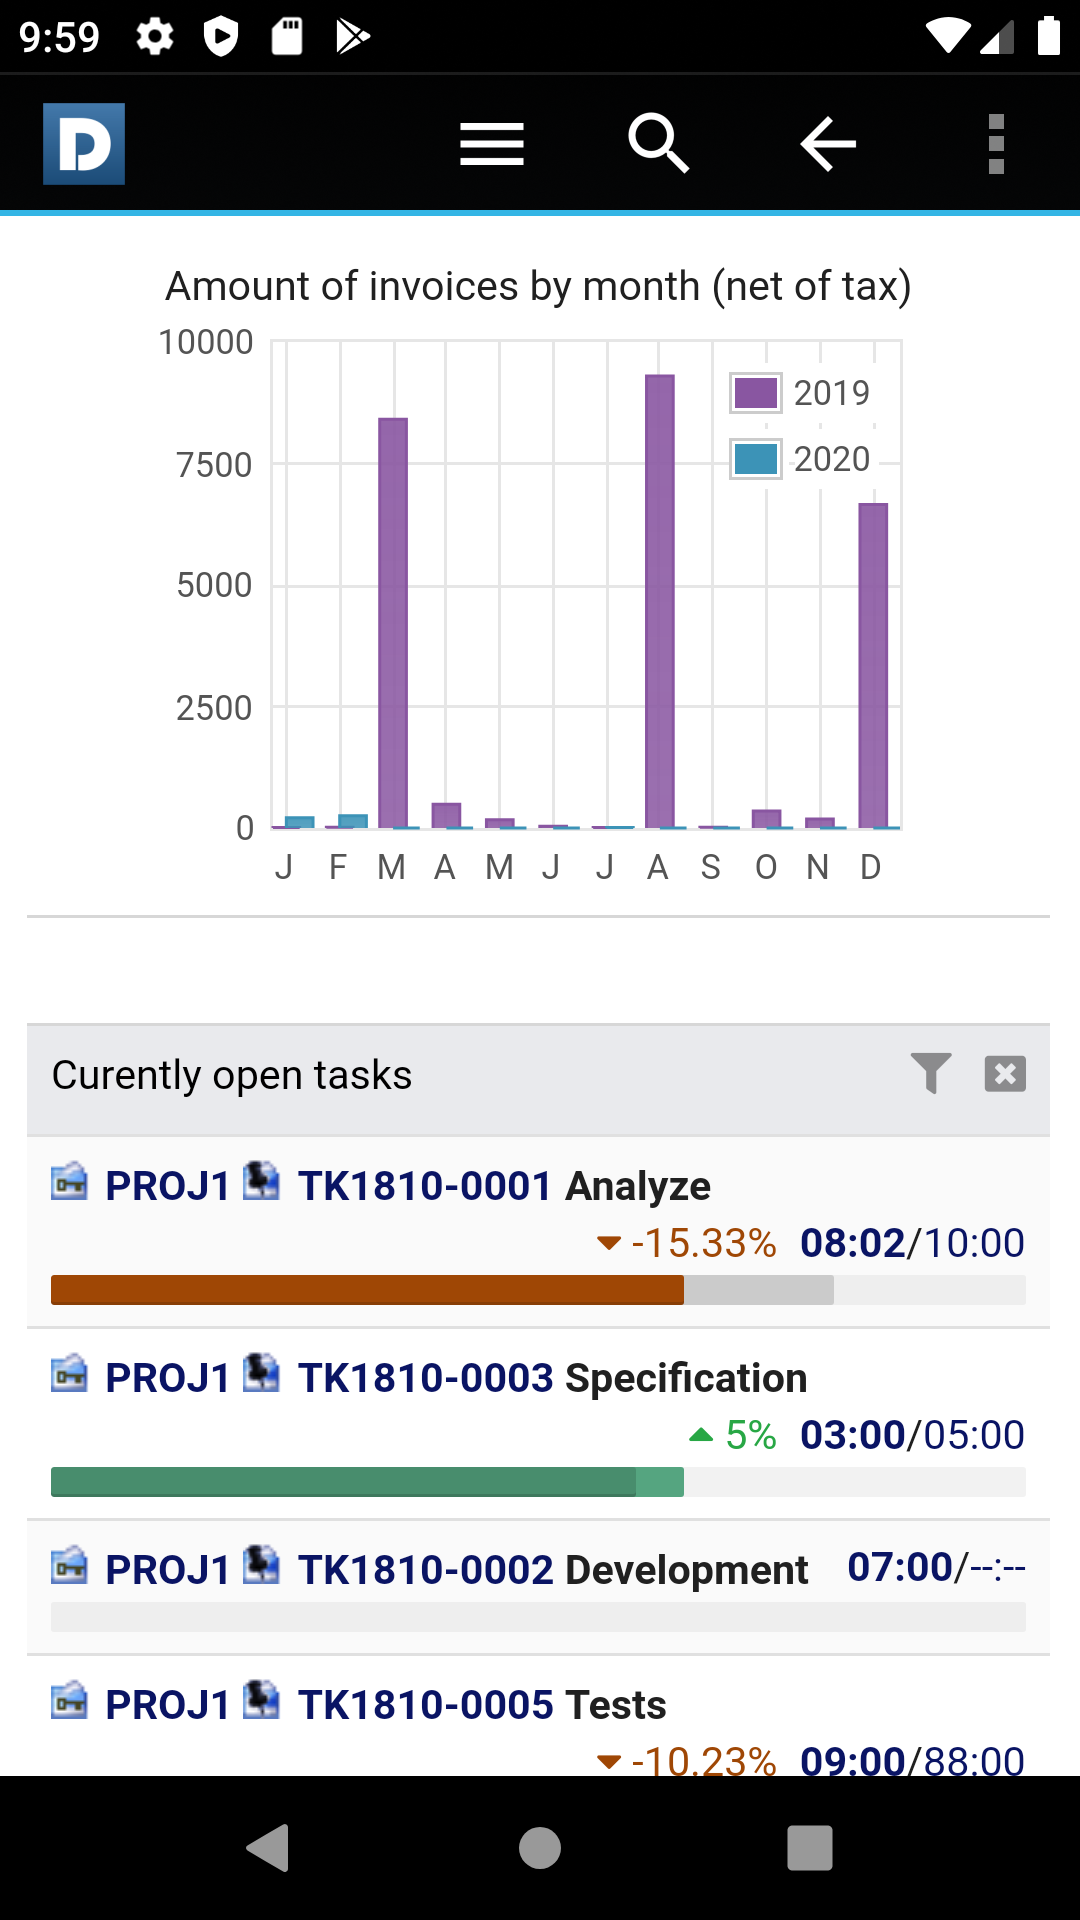 9:59
D
Amount of invoices by month (net of tax)
10000
7500
5000
2500
0
2019
2020
J F M A M J J A S O N D
Curently open tasks
PROJ1 TK1810-0001 Analyze
-15.33% 08:02/10:00
PROJ1 TK1810-0003 Specification
5% 03:00/05:00
PROJ1 TK1810-0002 Development 07:00/--:--
PROJ1 TK1810-0005 Tests
-10.23% 09:00/88:00